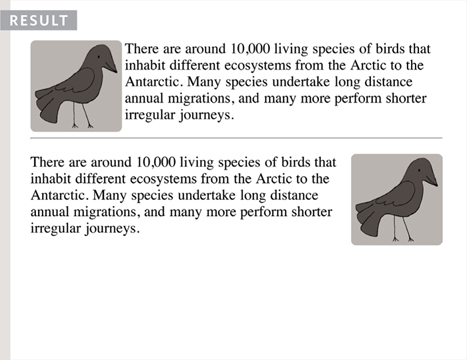 RESULT
There are around 10,000 living species of birds that
inhabit different ecosystems from the Arctic to the
Antarctic. Many species undertake long distance
annual migrations, and many more perform shorter
irregular journeys.
There are around 10,000 living species of birds that
inhabit different ecosystems from the Arctic to the
Antarctic. Many species undertake long distance
annual migrations, and many more perform shorter
irregular journeys.